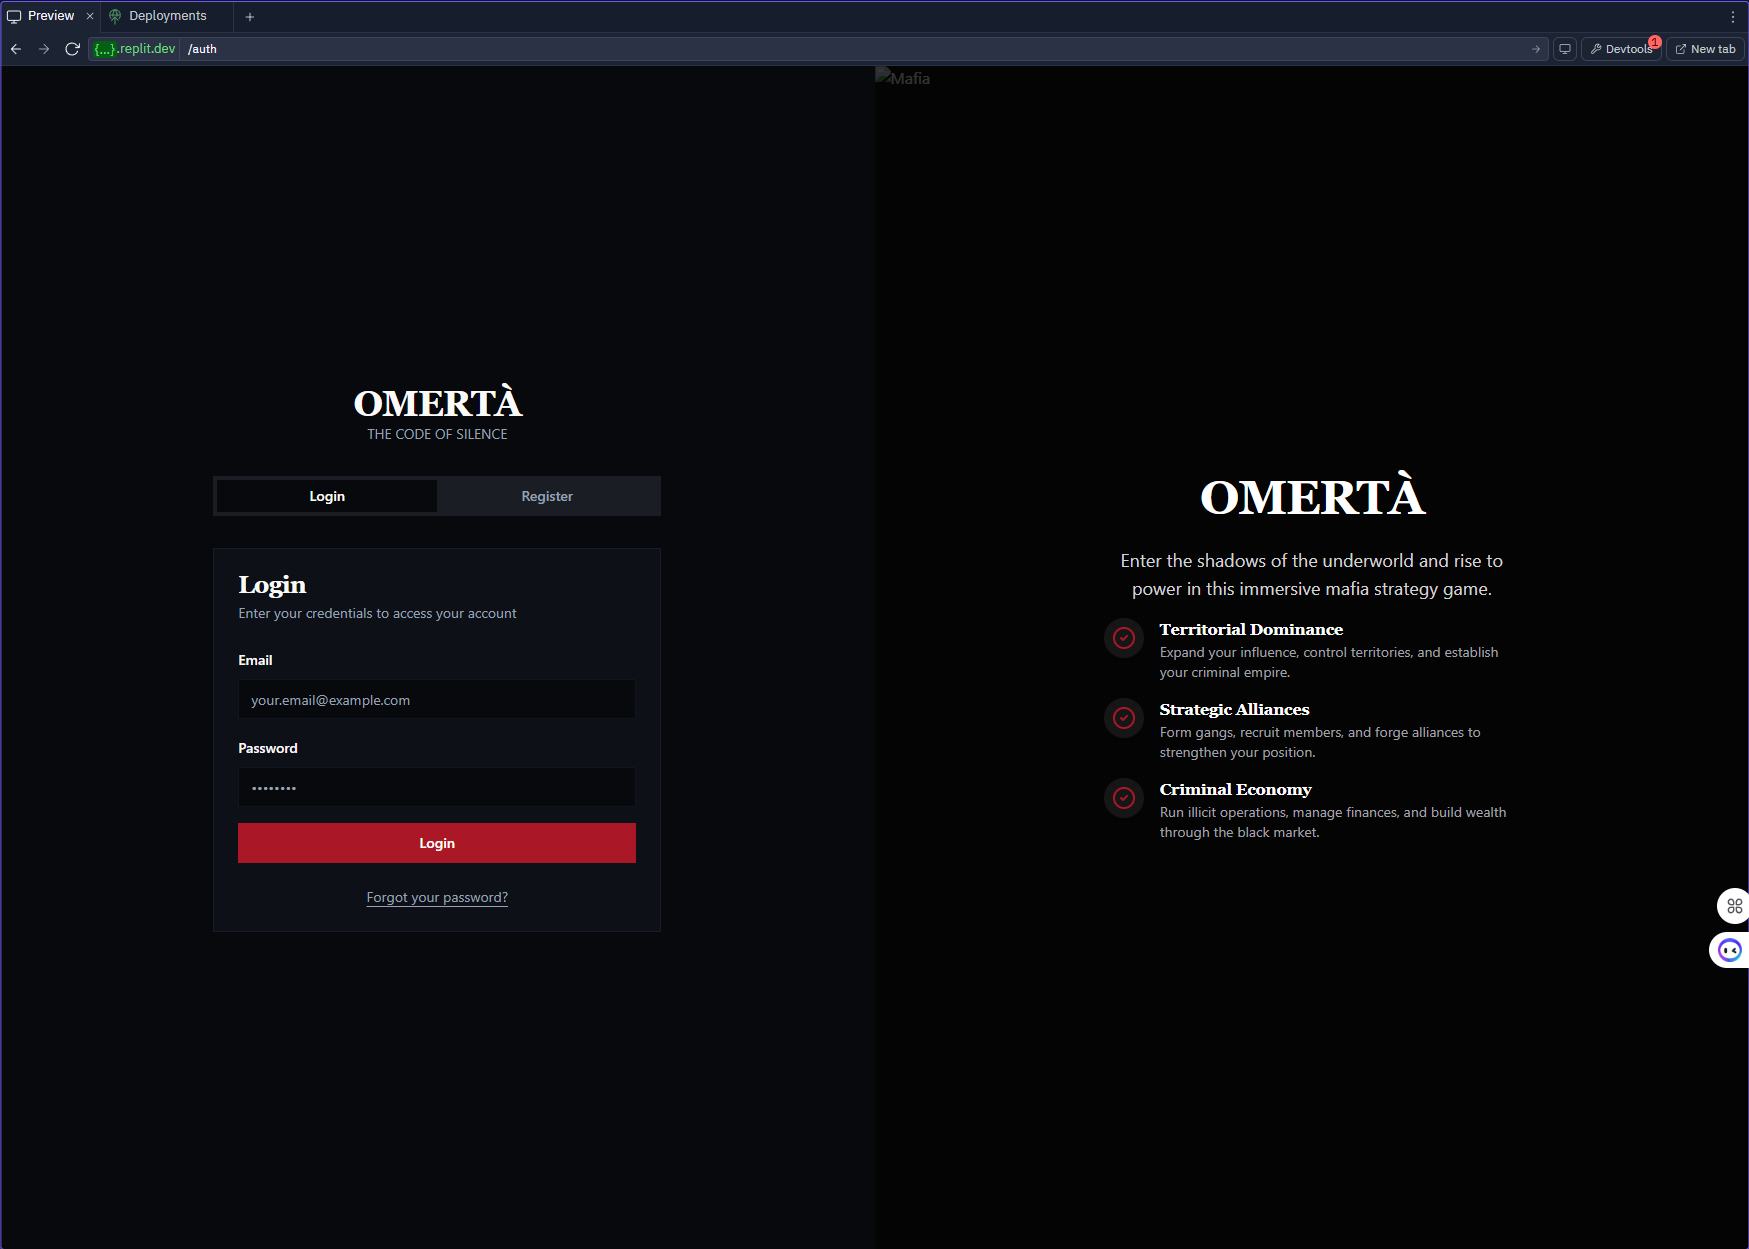 Preview
Deployments
{...}.replit.dev /auth
Devtools 1
New tab
Mafia
OMERTÀ
THE CODE OF SILENCE
Login
Register
Login
Enter your credentials to access your account
Email
your.email@example.com
Password
••••••••
Login
Forgot your password?
OMERTÀ
Enter the shadows of the underworld and rise to
power in this immersive mafia strategy game.
Territorial Dominance
Expand your influence, control territories, and establish
your criminal empire.
Strategic Alliances
Form gangs, recruit members, and forge alliances to
strengthen your position.
Criminal Economy
Run illicit operations, manage finances, and build wealth
through the black market.